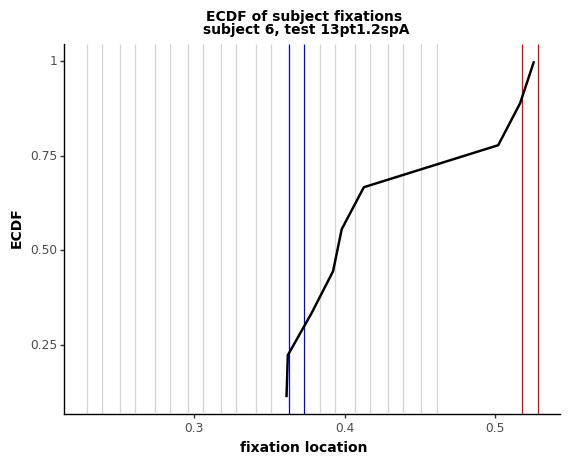 ECDF of subject fixations
subject 6, test 13pt1.2spA
1
0.75
0.50
0.25
ECDF
0.3 0.4 0.5
fixation location